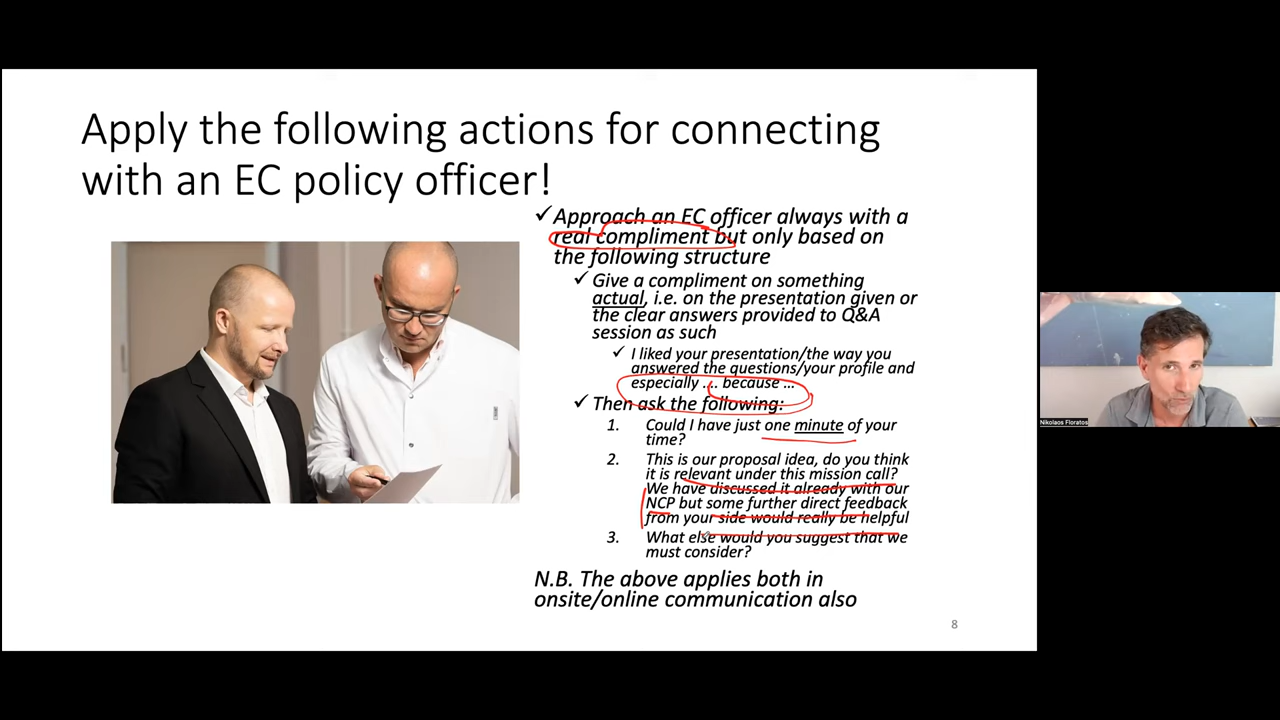 Apply the following actions for connecting
with an EC policy officer!
✓ Approach an EC officer always with a
real compliment but only based on
the following structure
✓ Give a compliment on something
actual, i.e. on the presentation given or
the clear answers provided to Q&A
session as such
✓ I liked your presentation/the way you
answered the questions/your profile and
especially ... because ...
✓ Then ask the following:
1. Could I have just one minute of your
time?
2. This is our proposal idea, do you think
it is relevant under this mission call?
We have discussed it already with our
NCP but some further direct feedback
from your side would really be helpful
3. What else would you suggest that we
must consider?
N.B. The above applies both in
onsite/online communication also
8
Nikolaos Floratos